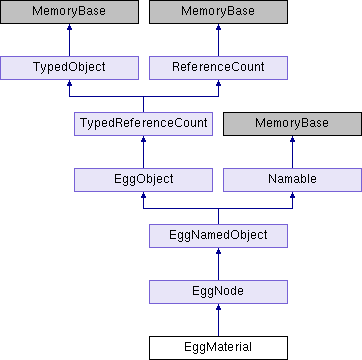 MemoryBase
MemoryBase
TypedObject
ReferenceCount
TypedReferenceCount
MemoryBase
EggObject
Namable
EggNamedObject
EggNode
EggMaterial